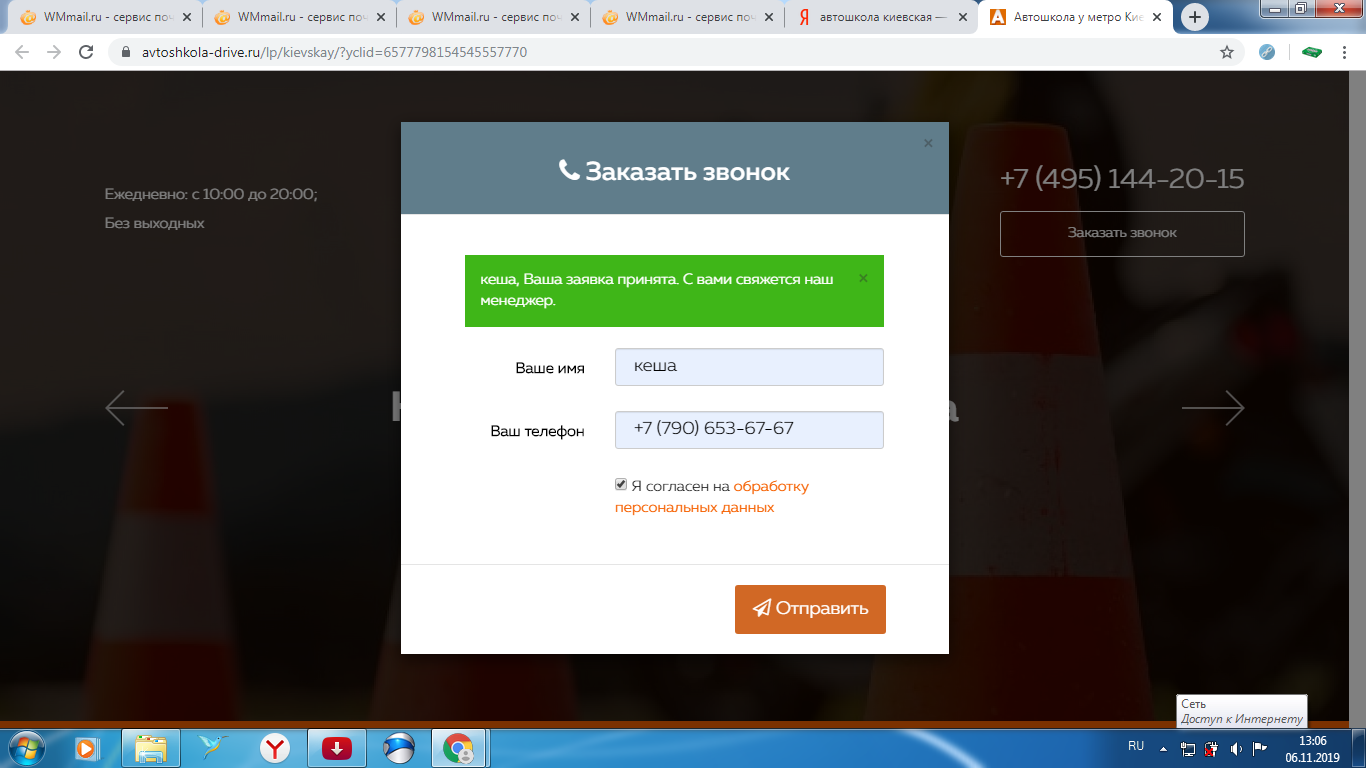 WMmail.ru - сервис поч
WMmail.ru - сервис поч
WMmail.ru - сервис поч
WMmail.ru - сервис поч
автошкола киевская —
Автошкола у метро Кие
avtoshkola-drive.ru/lp/kievskay/?yclid=6577798154545557770
Заказать звонок
+7 (495) 144-20-15
Ежедневно: с 10:00 до 20:00;
Без выходных
Заказать звонок
кеша, Ваша заявка принята. С вами свяжется наш
менеджер.
Ваше имя
кеша
Ваш телефон
+7 (790) 653-67-67
Я согласен на обработку
персональных данных
Отправить
Сеть
Доступ к Интернету
RU
13:06
06.11.2019